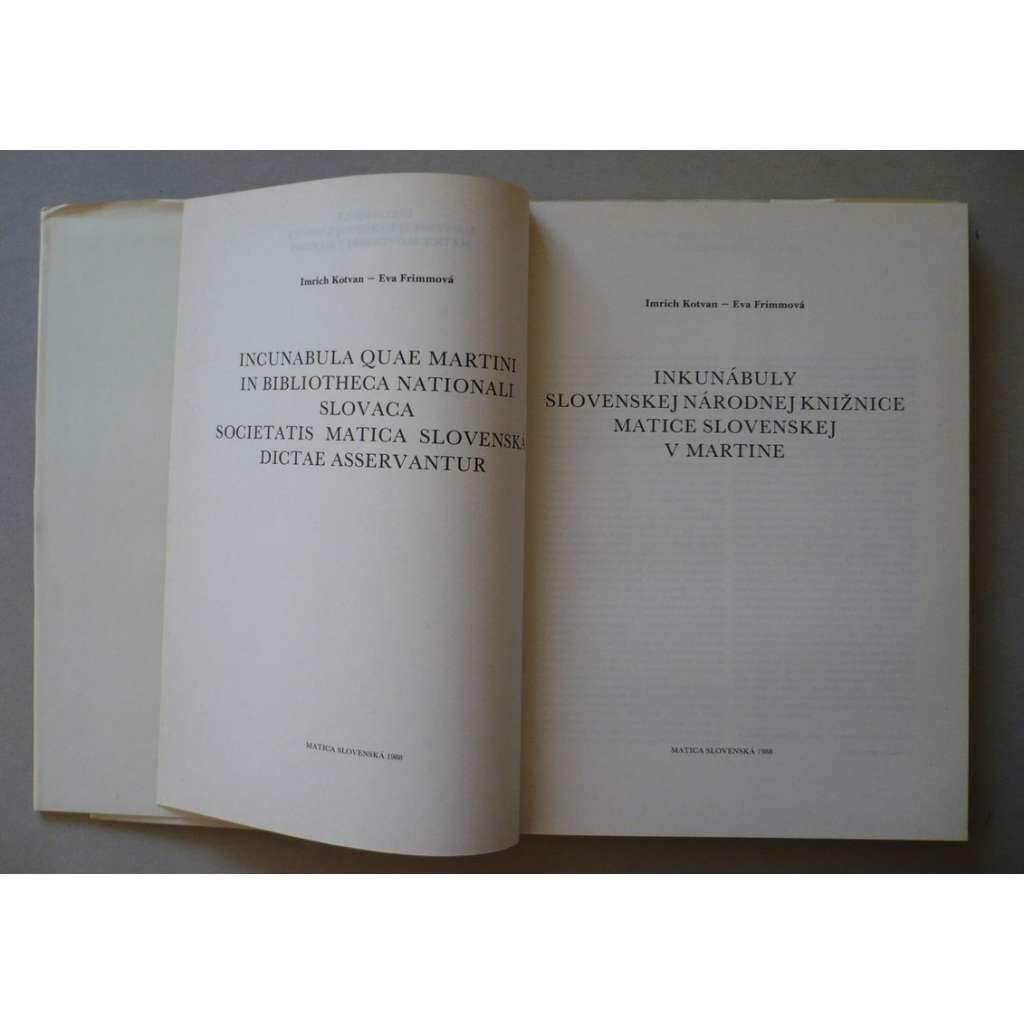 Imrich Kotvan — Eva Frimmová
INCUNABULA QUAE MARTINI
IN BIBLIOTHECA NATIONALI
SLOVACA
SOCIETATIS MATICA SLOVENSKÁ
DICTAE ASSERVANTUR
MATICA SLOVENSKÁ 1988
Imrich Kotvan — Eva Frimmová
INKUNÁBULY
SLOVENSKEJ NÁRODNEJ KNIŽNICE
MATICE SLOVENSKEJ
V MARTINE
MATICA SLOVENSKÁ 1988